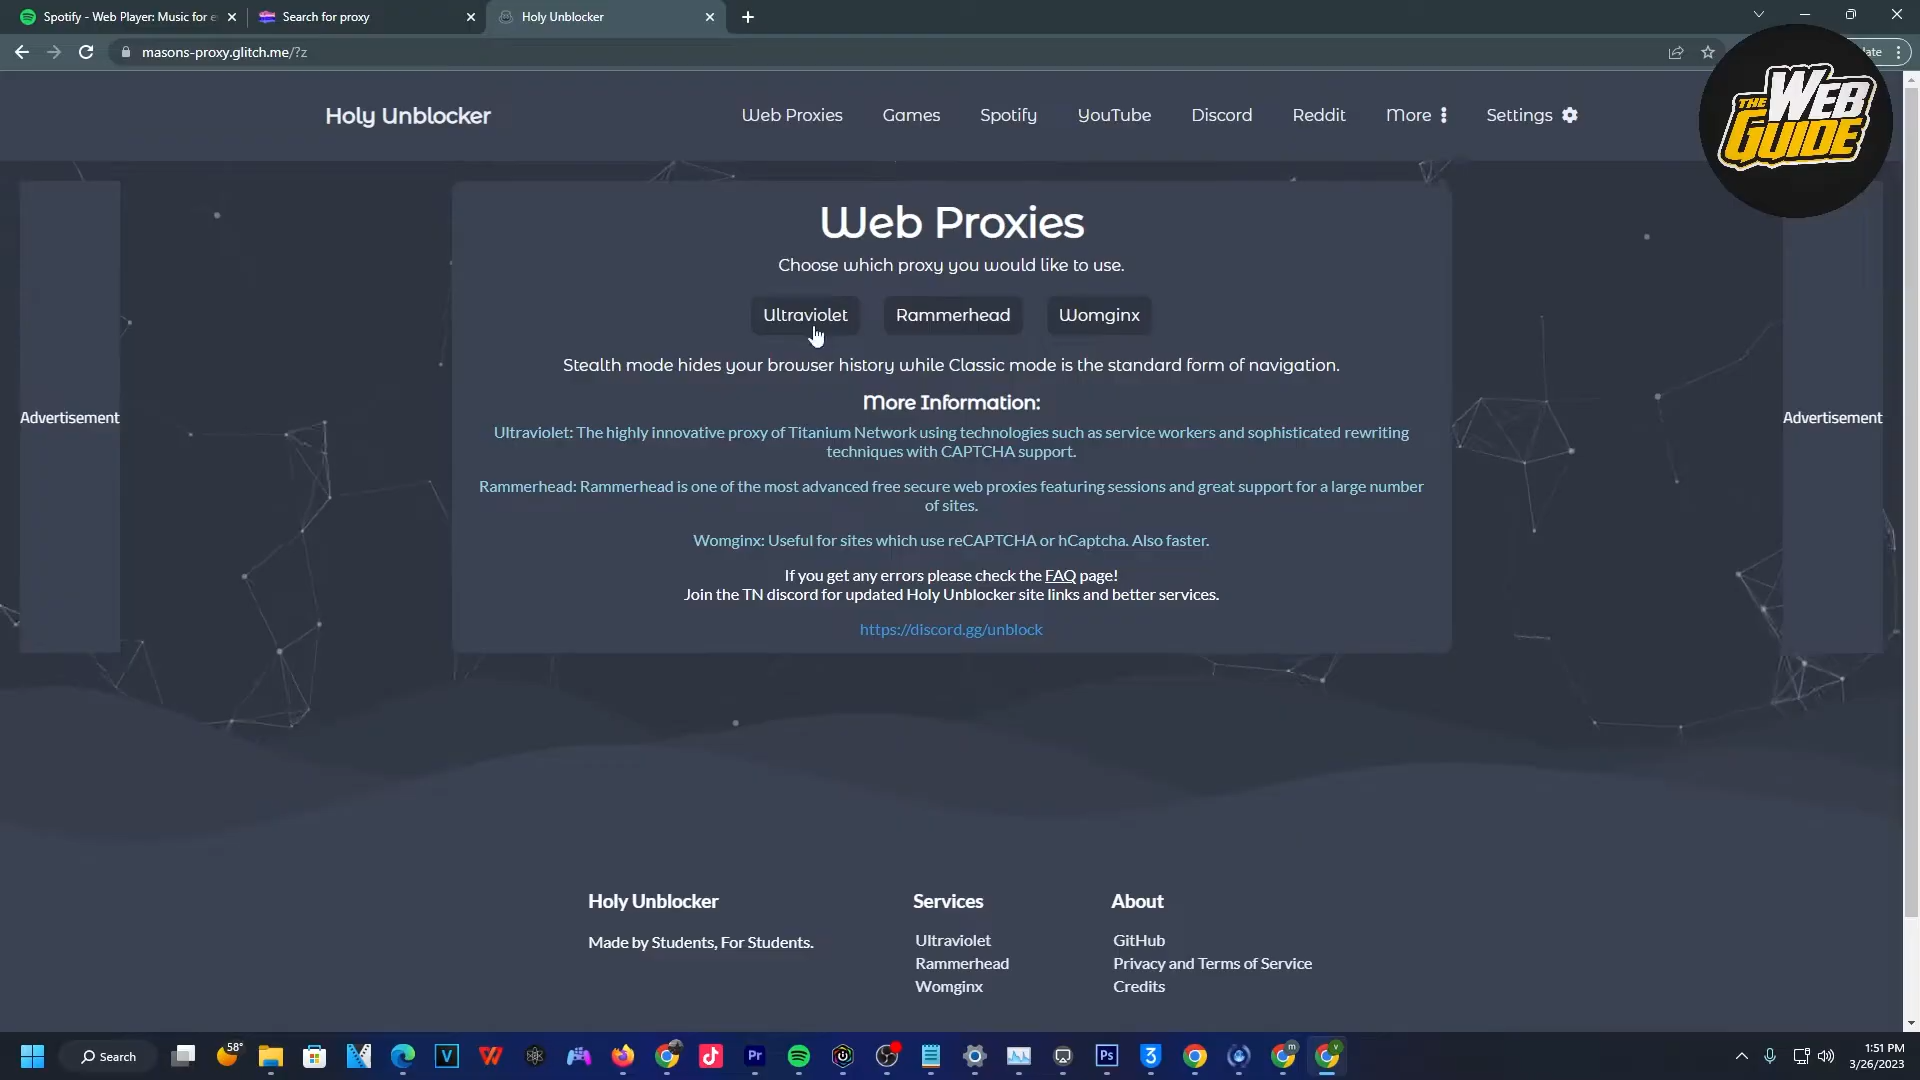 Spotify - Web Player: Music for e
Search for proxy
Holy Unblocker
masons-proxy.glitch.me/?z
THE WEB GUIDE
Holy Unblocker
Web Proxies
Games
Spotify
YouTube
Discord
Reddit
More
Settings
Web Proxies
Choose which proxy you would like to use.
Ultraviolet
Rammerhead
Womginx
Stealth mode hides your browser history while Classic mode is the standard form of navigation.
More Information:
Advertisement
Advertisement
Ultraviolet: The highly innovative proxy of Titanium Network using technologies such as service workers and sophisticated rewriting
techniques with CAPTCHA support.
Rammerhead: Rammerhead is one of the most advanced free secure web proxies featuring sessions and great support for a large number
of sites.
Womginx: Useful for sites which use reCAPTCHA or hCaptcha. Also faster.
If you get any errors please check the FAQ page!
Join the TN discord for updated Holy Unblocker site links and better services.
https://discord.gg/unblock
Holy Unblocker
Made by Students, For Students.
Services
Ultraviolet
Rammerhead
Womginx
About
GitHub
Privacy and Terms of Service
Credits
Search
58°
V
Pr
Ps
3
m
v
1:51 PM
3/26/2023